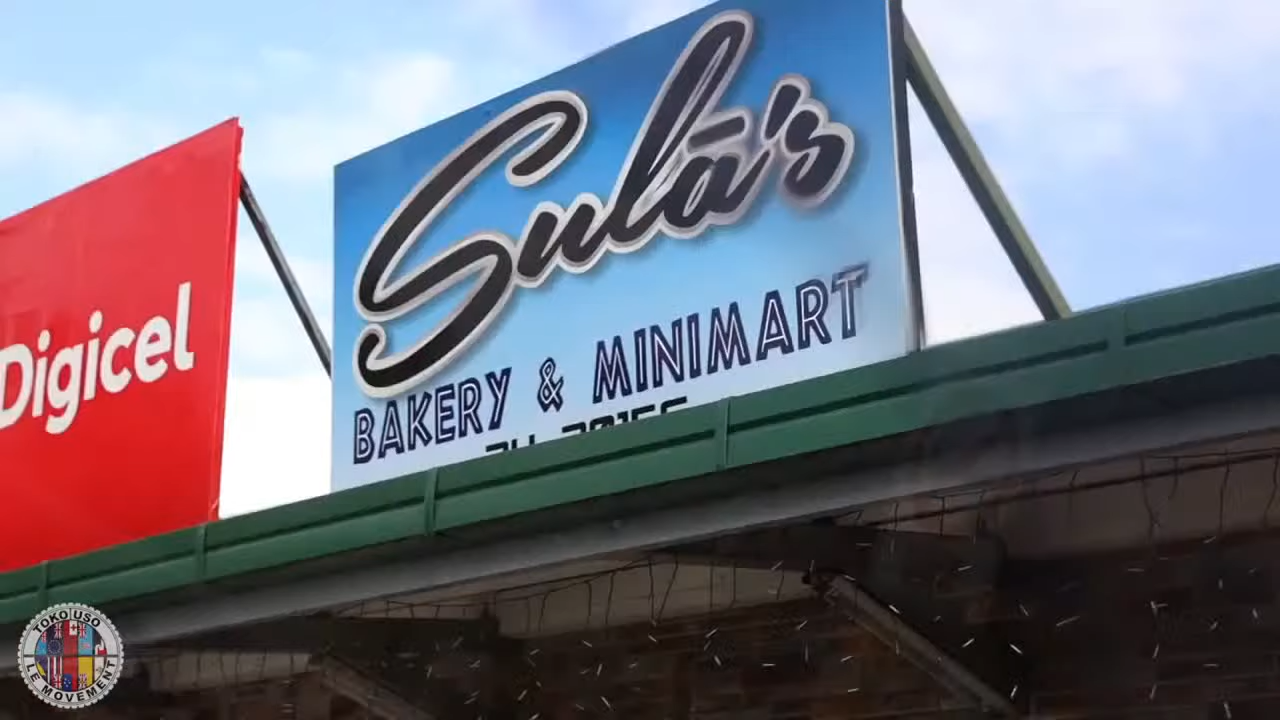 Digicel
Sulā's
BAKERY & MINIMART
TOKO USO
LE MOVEMENT